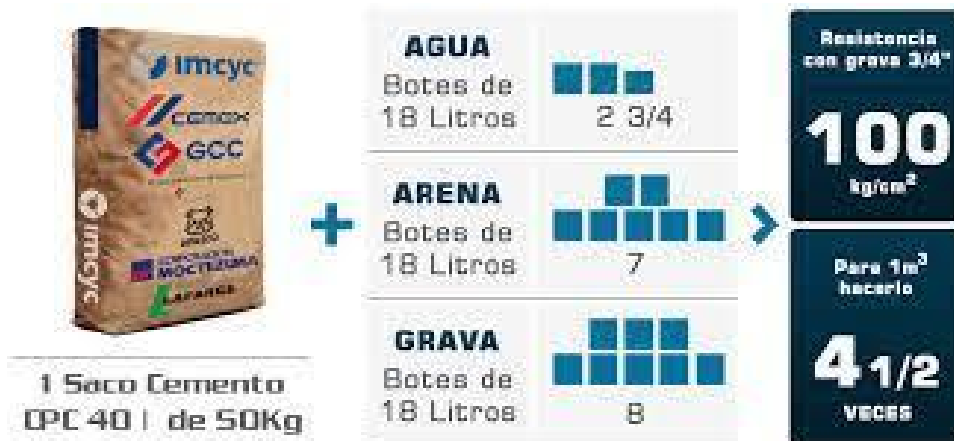 imcyc
CEMEX
GCC
CORPORACIÓN
MOCTEZUMA
LAFARGE
imcyc
1 Saco Cemento
CPC 40 | de 50Kg
+
AGUA
Botes de
18 Litros
2 3/4
ARENA
Botes de
18 Litros
7
GRAVA
Botes de
18 Litros
8
Resistencia
con grava 3/4"
100
kg/cm²
Para 1m³
hacerlo
4 1/2
VECES